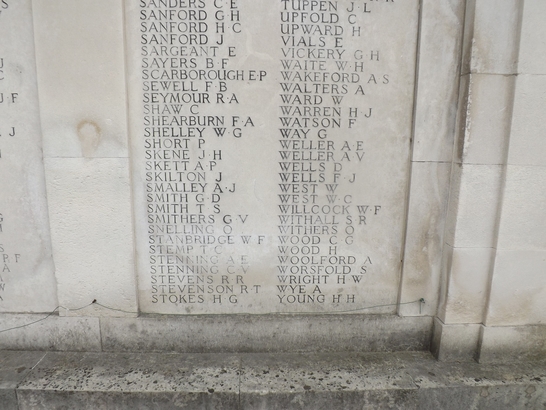 SANDERS C·E
SANFORD G·H
SANFORD H·C
SANFORD J
SARGEANT E
SAYERS B·F
SCARBOROUGH E·P
SEWELL F·B
SEYMOUR R·A
SHAW C
SHEARBURN F·A
SHELLEY W·G
SHORT P
SKENE J·H
SKETT A·P
SKILTON J
SMALLEY A·J
SMITH G·D
SMITH T·S
SMITHERS G·V
SNELLING O
STANBRIDGE W·F
STEMP T·C
STENNING A·E
STENNING C·V
STEVENS R·R
STEVENSON R·T
STOKES H·G
TUPPEN J·L
UPFOLD C
UPWARD H
VIALS E
VICKERY G·H
WAITE W·H
WAKEFORD A·S
WALTERS A
WARD W
WARREN H·J
WATSON F
WAY G
WELLER A·E
WELLER A·V
WELLS D
WELLS F·J
WEST W
WEST W·C
WILLCOCK W·F
WITHALL S·R
WITHERS O
WOOD C·G
WOOD H
WOOLFORD A
WORSFOLD S
WRIGHT H·W
WYE A
YOUNG H·H